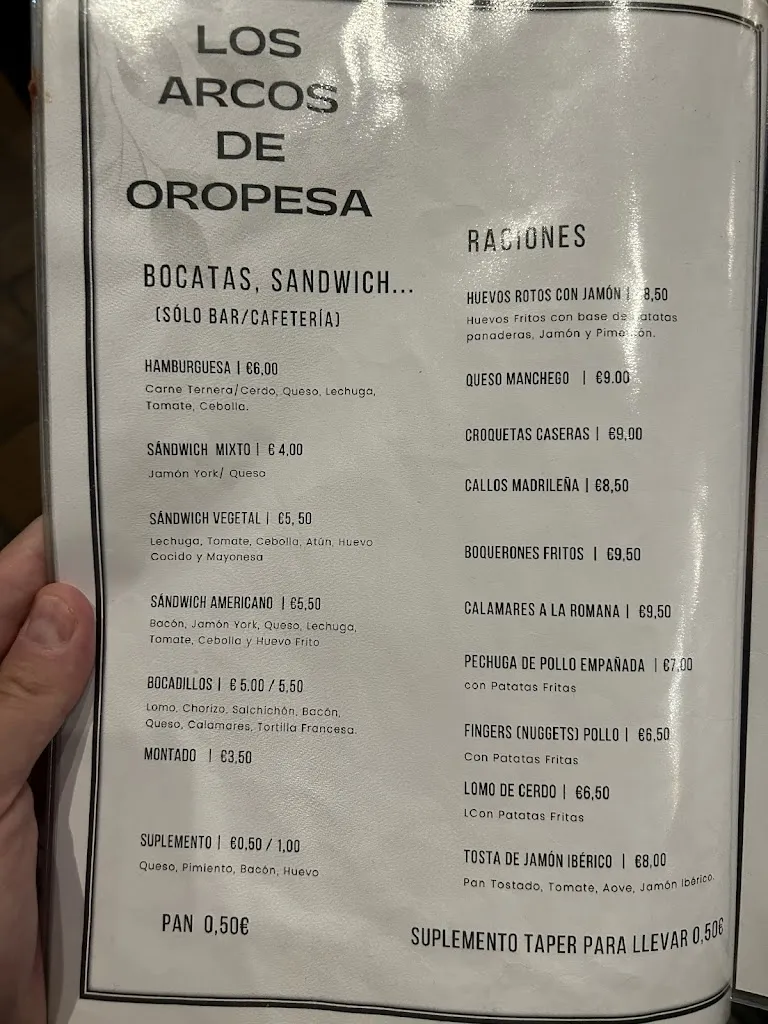 LOS
ARCOS
DE
OROPESA
BOCATAS, SANDWICH...
(SÓLO BAR/CAFETERÍA)
HAMBURGUESA | €6,00
Carne Ternera/Cerdo, Queso, Lechuga,
Tomate, Cebolla.
SÁNDWICH MIXTO | € 4,00
Jamón York/ Queso
SÁNDWICH VEGETAL | €5, 50
Lechuga, Tomate, Cebolla, Atún, Huevo
Cocido y Mayonesa
SÁNDWICH AMERICANO | €5,50
Bacón, Jamón York, Queso, Lechuga,
Tomate, Cebolla y Huevo Frito
BOCADILLOS | € 5.00 / 5,50
Lomo, Chorizo, Salchichón, Bacón,
Queso, Calamares, Tortilla Francesa.
MONTADO | €3,50
SUPLEMENTO | €0,50 / 1,00
Queso, Pimiento, Bacón, Huevo
PAN 0,50€
RACIONES
HUEVOS ROTOS CON JAMÓN | 8,50
Huevos Fritos con base de Patatas
panaderas, Jamón y Pimentón.
QUESO MANCHEGO | €9.00
CROQUETAS CASERAS | €9,00
CALLOS MADRILEÑA | €8,50
BOQUERONES FRITOS | €9,50
CALAMARES A LA ROMANA | €9,50
PECHUGA DE POLLO EMPAÑADA | €7,00
con Patatas Fritas
FINGERS (NUGGETS) POLLO | €6,50
Con Patatas Fritas
LOMO DE CERDO | €6,50
LCon Patatas Fritas
TOSTA DE JAMÓN IBÉRICO | €8,00
Pan Tostado, Tomate, Aove, Jamón Ibérico.
SUPLEMENTO TAPER PARA LLEVAR 0,50€